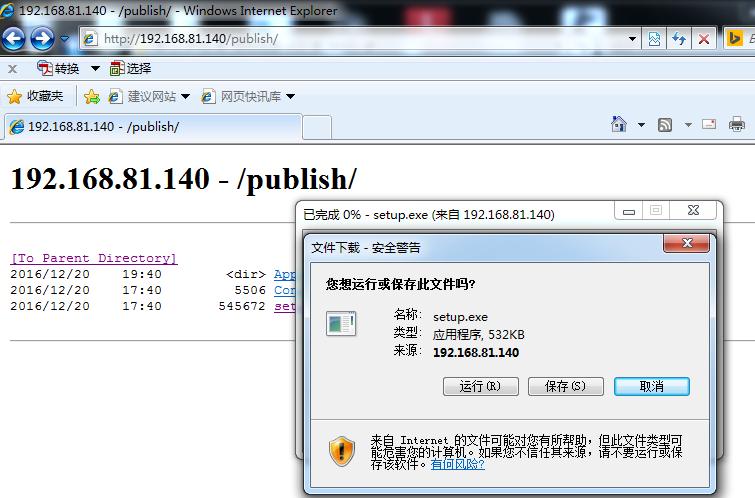 192.168.81.140 - /publish/ - Windows Internet Explorer
http://192.168.81.140/publish/
x 转换 选择
收藏夹 建议网站 网页快讯库
192.168.81.140 - /publish/
192.168.81.140 - /publish/
已完成 0% - setup.exe (来自 192.168.81.140)
文件下载 - 安全警告
[To Parent Directory]
2016/12/20 19:40 <dir> App
2016/12/20 17:40 5506 Con
2016/12/20 17:40 545672 set
您想运行或保存此文件吗?
名称: setup.exe
类型: 应用程序, 532KB
来源: 192.168.81.140
运行(R) 保存(S) 取消
来自 Internet 的文件可能对您有所帮助，但此文件类型可
能危害您的计算机。如果您不信任其来源，请不要运行或保
存该软件。有何风险?